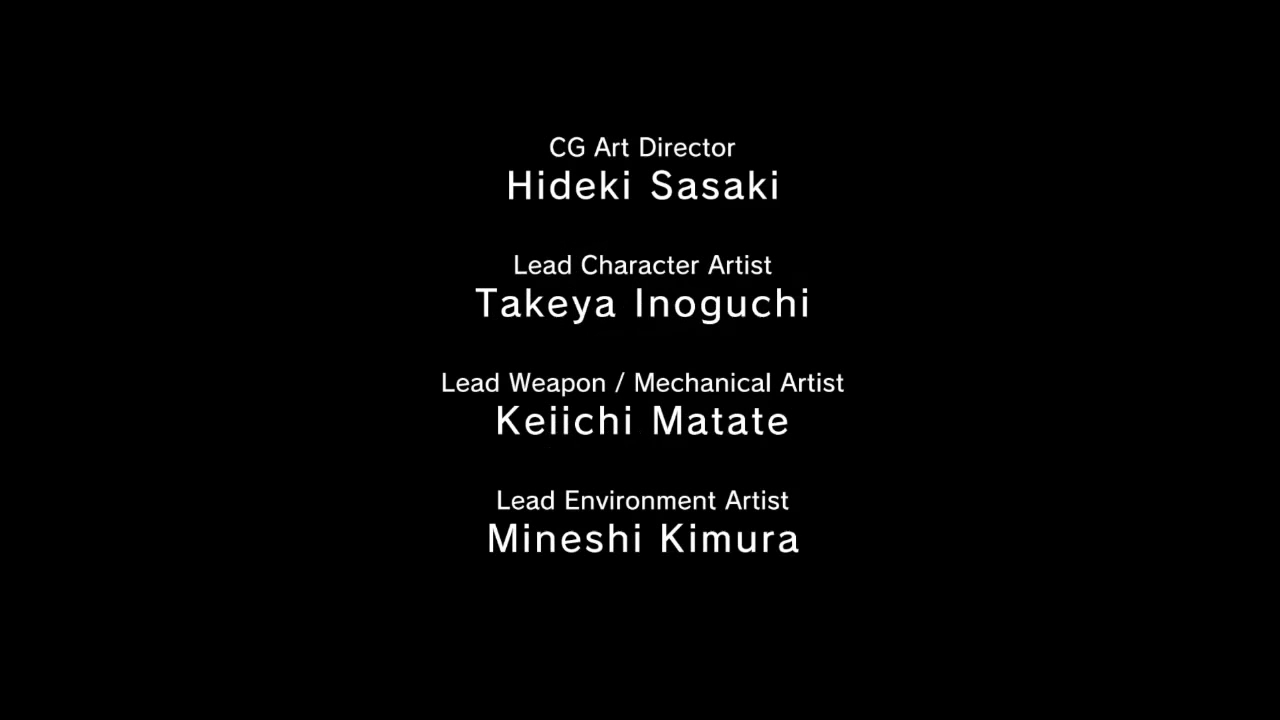 CG Art Director
Hideki Sasaki
Lead Character Artist
Takeya Inoguchi
Lead Weapon / Mechanical Artist
Keiichi Matate
Lead Environment Artist
Mineshi Kimura